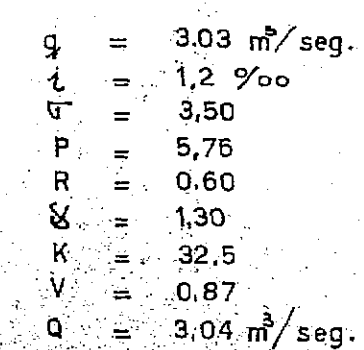 q = 3.03 m³/seg.
i = 1,2 ‰
σ = 3,50
P = 5,76
R = 0.60
४ = 1,30
K = 32.5
V = 0.87
Q = 3,04 m³/seg.